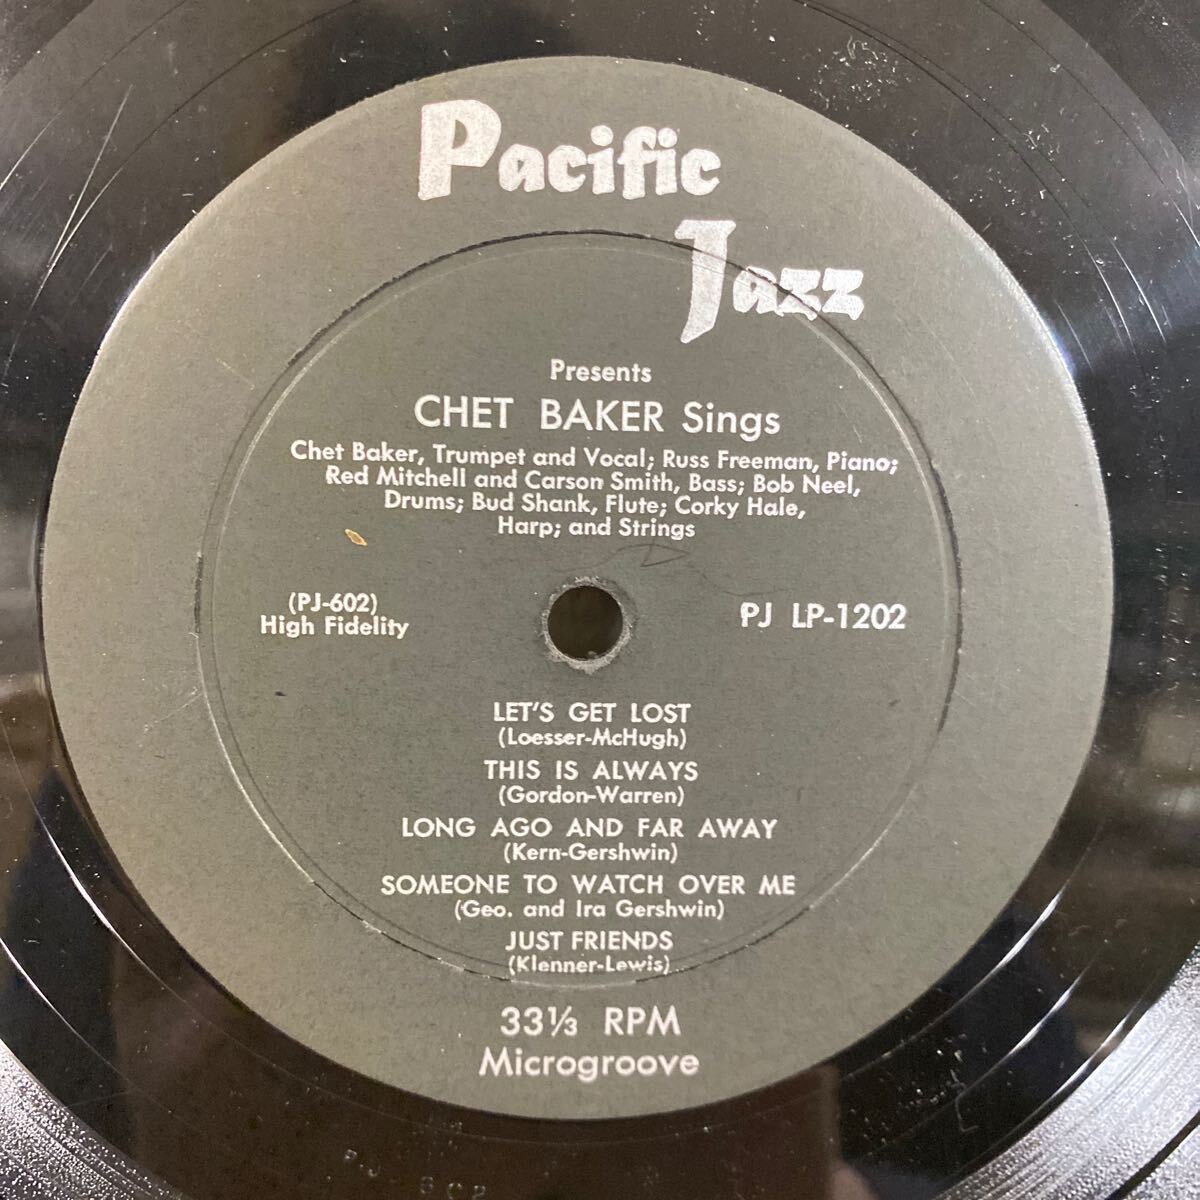 Pacific
Jazz
Presents
CHET BAKER Sings
Chet Baker, Trumpet and Vocal; Russ Freeman, Piano;
Red Mitchell and Carson Smith, Bass; Bob Neel,
Drums; Bud Shank, Flute; Corky Hale,
Harp; and Strings
(PJ-602)
High Fidelity
PJ LP-1202
LET'S GET LOST
(Loesser-McHugh)
THIS IS ALWAYS
(Gordon-Warren)
LONG AGO AND FAR AWAY
(Kern-Gershwin)
SOMEONE TO WATCH OVER ME
(Geo. and Ira Gershwin)
JUST FRIENDS
(Klenner-Lewis)
33⅓ RPM
Microgroove